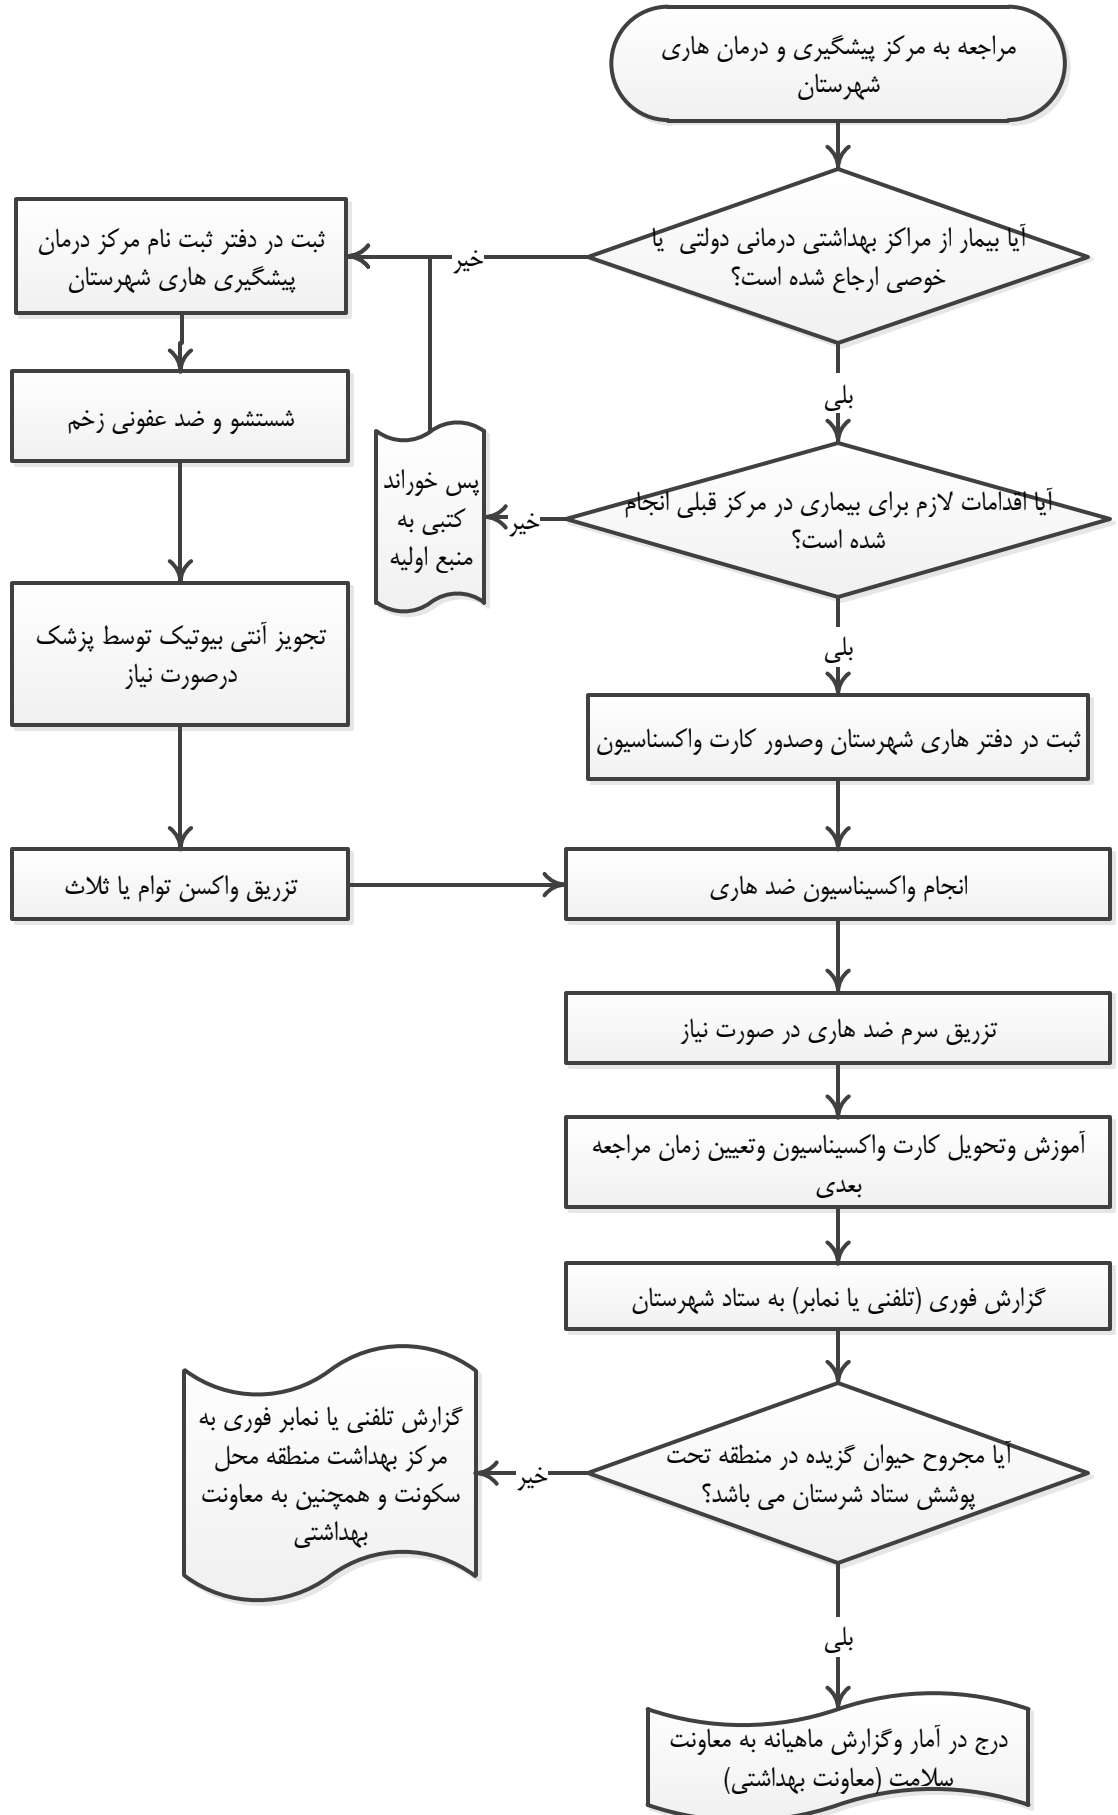 مراجعه به مرکز پیشگیری و درمان هاری
شهرستان
آیا بیمار از مراکز بهداشتی درمانی دولتی یا
خوصی ارجاع شده است؟
خیر
ثبت در دفتر ثبت نام مرکز درمان
پیشگیری هاری شهرستان
شستشو و ضد عفونی زخم
تجویز آنتی بیوتیک توسط پزشک
درصورت نیاز
تزریق واکسن توام یا ثلاث
بلی
آیا اقدامات لازم برای بیماری در مرکز قبلی انجام
شده است؟
خیر
پس خوراند
کتبی به
منبع اولیه
بلی
ثبت در دفتر هاری شهرستان وصدور کارت واکسناسیون
انجام واکسیناسیون ضد هاری
تزریق سرم ضد هاری در صورت نیاز
آموزش وتحویل کارت واکسیناسیون وتعیین زمان مراجعه
بعدی
گزارش فوری (تلفنی یا نمابر) به ستاد شهرستان
آیا مجروح حیوان گزیده در منطقه تحت
پوشش ستاد شرستان می باشد؟
خیر
گزارش تلفنی یا نمابر فوری به
مرکز بهداشت منطقه محل
سکونت و همچنین به معاونت
بهداشتی
بلی
درج در آمار وگزارش ماهیانه به معاونت
سلامت (معاونت بهداشتی)